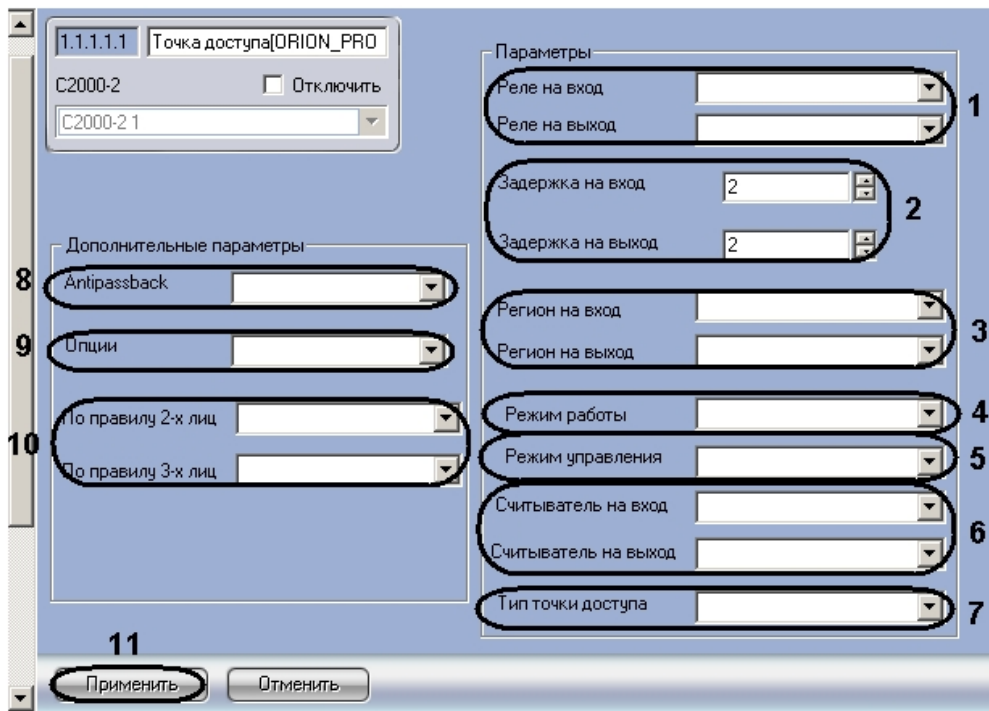 1.1.1.1.1 Точка доступа[ORION_PRO
С2000-2 Отключить
С2000-2 1
Параметры
Реле на вход
Реле на выход
1
Задержка на вход 2
Задержка на выход 2
2
Регион на вход
Регион на выход
3
Режим работы
4
Режим управления
5
Считыватель на вход
Считыватель на выход
6
Тип точки доступа
7
Дополнительные параметры
8
Antipassback
9
Опции
10
По правилу 2-х лиц
По правилу 3-х лиц
11
Применить Отменить